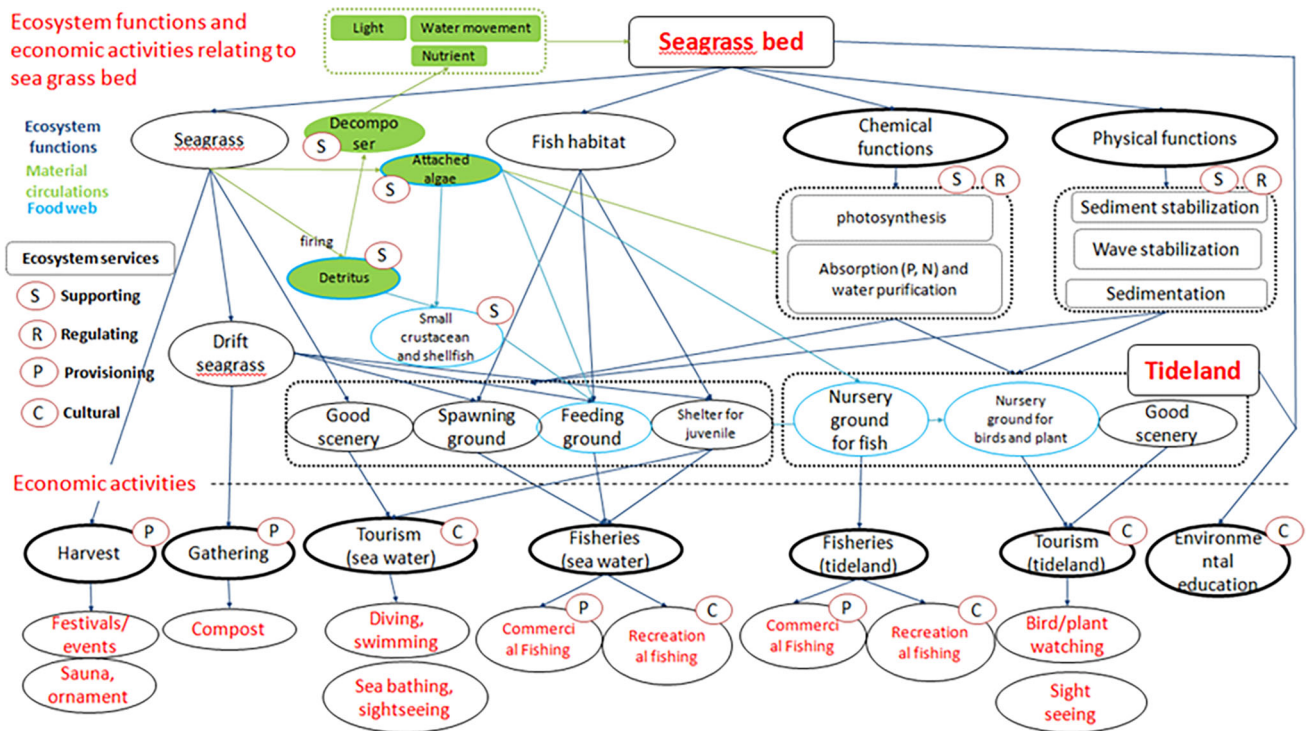 Ecosystem functions and
economic activities relating to
sea grass bed
Light
Water movement
Nutrient
Seagrass bed
Ecosystem
functions
Material
circulations
Food web
Seagrass
Decompo
ser
S
Attached
algae
S
Fish habitat
Chemical
functions
S
R
Physical functions
S
R
photosynthesis
Absorption (P, N) and
water purification
Sediment stabilization
Wave stabilization
Sedimentation
Ecosystem services
S Supporting
R Regulating
P Provisioning
C Cultural
firing
Detritus
S
Small
crustacean
and shellfish
S
Drift
seagrass
Tideland
Good
scenery
Spawning
ground
Feeding
ground
Shelter for
juvenile
Nursery
ground
for fish
Nursery
ground for
birds and plant
Good
scenery
Economic activities
Harvest
P
Gathering
P
Tourism
(sea water)
C
Fisheries
(sea water)
Fisheries
(tideland)
Tourism
(tideland)
C
Environme
ntal
education
C
Festivals/
events
Sauna,
ornament
Compost
Diving,
swimming
Sea bathing,
sightseeing
Commerci
al Fishing
P
Recreation
al fishing
C
Commerci
al Fishing
P
Recreation
al fishing
C
Bird/plant
watching
Sight
seeing